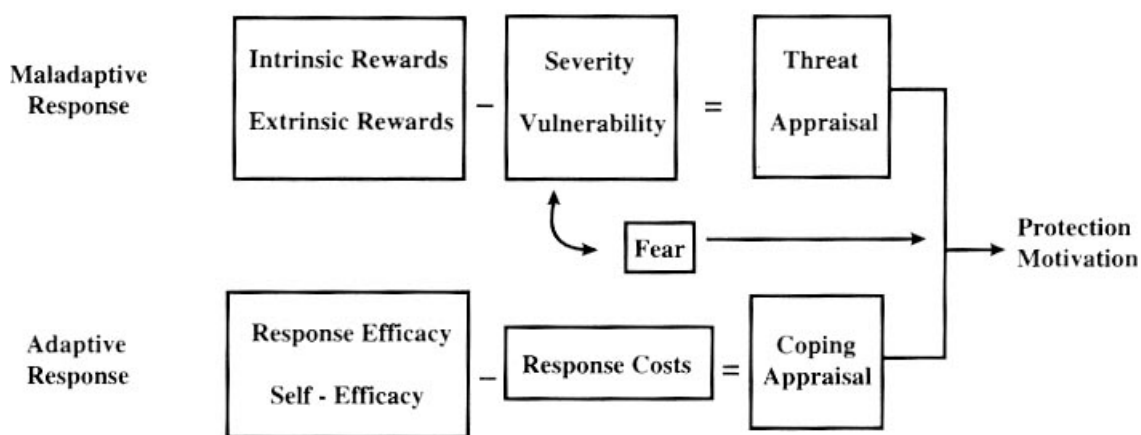 Maladaptive
Response
Intrinsic Rewards
Extrinsic Rewards
–
Severity
Vulnerability
=
Threat
Appraisal
Fear
Protection
Motivation
Adaptive
Response
Response Efficacy
Self - Efficacy
–
Response Costs
=
Coping
Appraisal